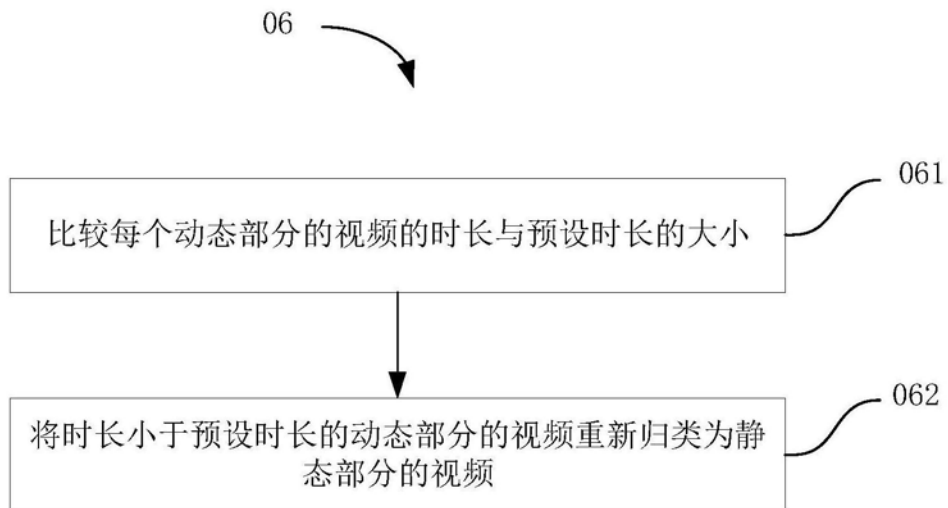 06
061
比较每个动态部分的视频的时长与预设时长的大小
062
将时长小于预设时长的动态部分的视频重新归类为静
态部分的视频